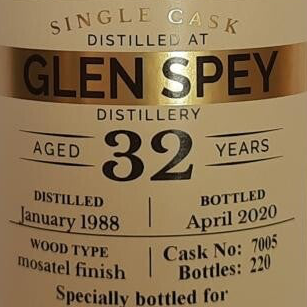 SINGLE CASK
DISTILLED AT
GLEN SPEY
DISTILLERY
AGED 32 YEARS
DISTILLED
January 1988
BOTTLED
April 2020
WOOD TYPE
mosatel finish
Cask No: 7005
Bottles: 220
Specially bottled for